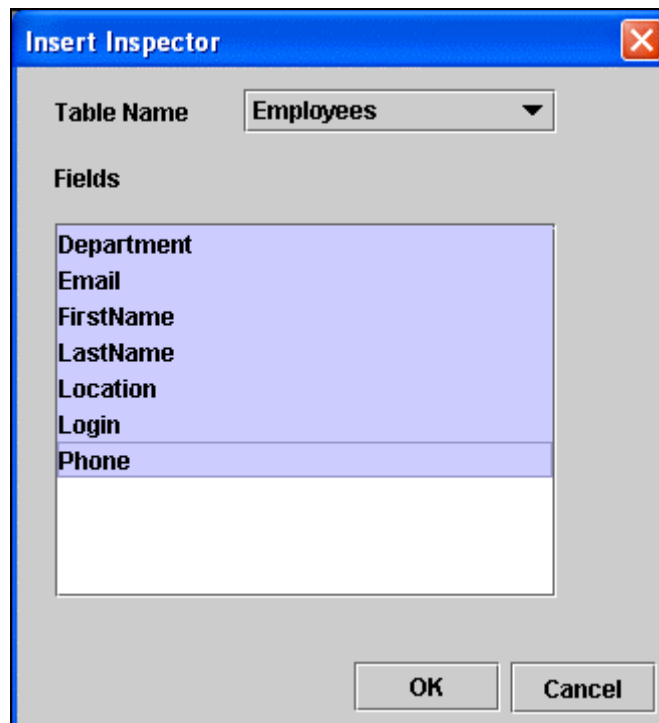 Insert Inspector
Table Name Employees
Fields
Department
Email
FirstName
LastName
Location
Login
Phone
OK Cancel